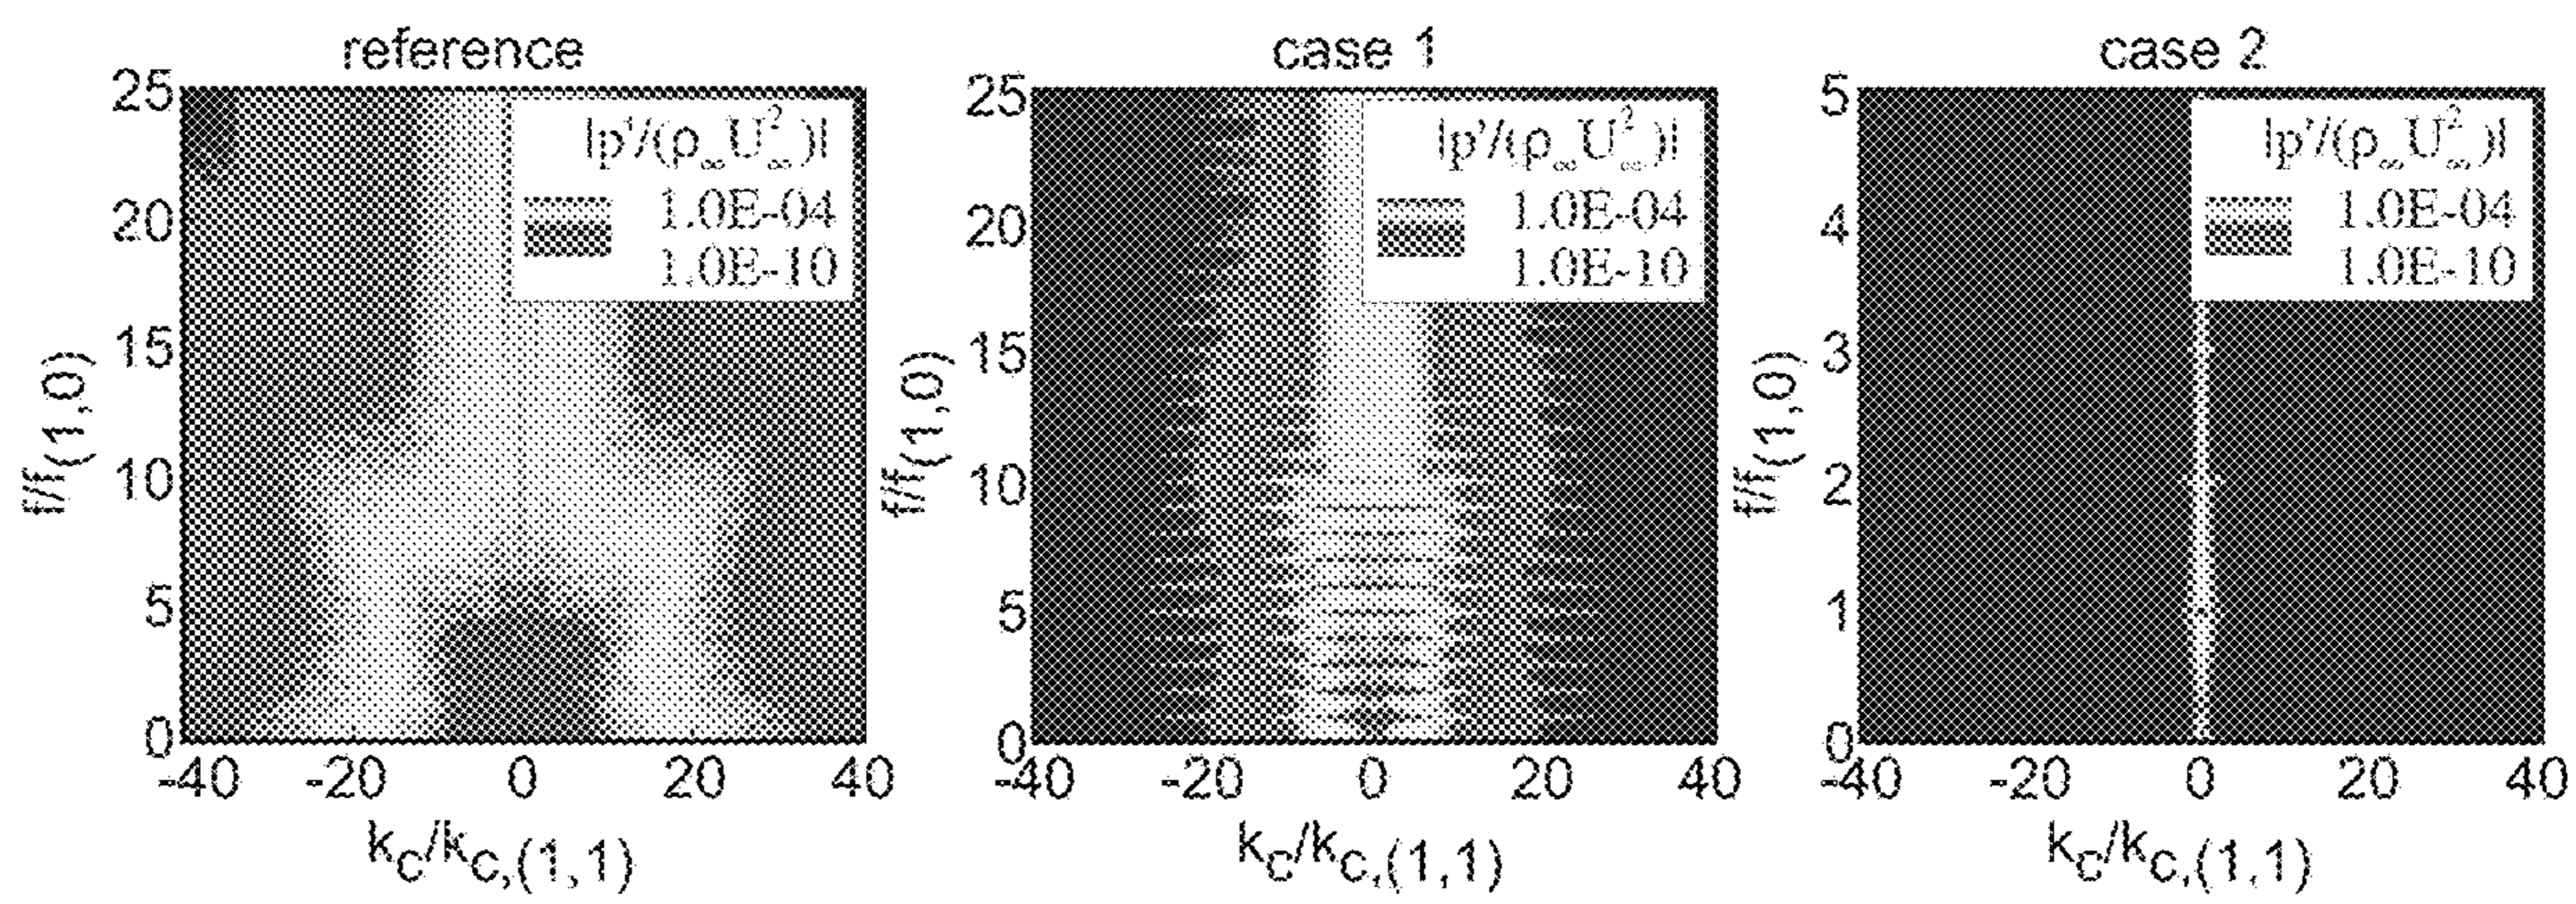 reference
25
20
15
10
5
0
f/f(1,0)
-40 -20 0 20 40
kC/kC,(1,1)
|p'/(ρ∞U²∞)|
1.0E-04
1.0E-10
case 1
25
20
15
10
5
0
f/f(1,0)
-40 -20 0 20 40
kC/kC,(1,1)
|p'/(ρ∞U²∞)|
1.0E-04
1.0E-10
case 2
5
4
3
2
1
0
f/f(1,0)
-40 -20 0 20 40
kC/kC,(1,1)
|p'/(ρ∞U²∞)|
1.0E-04
1.0E-10